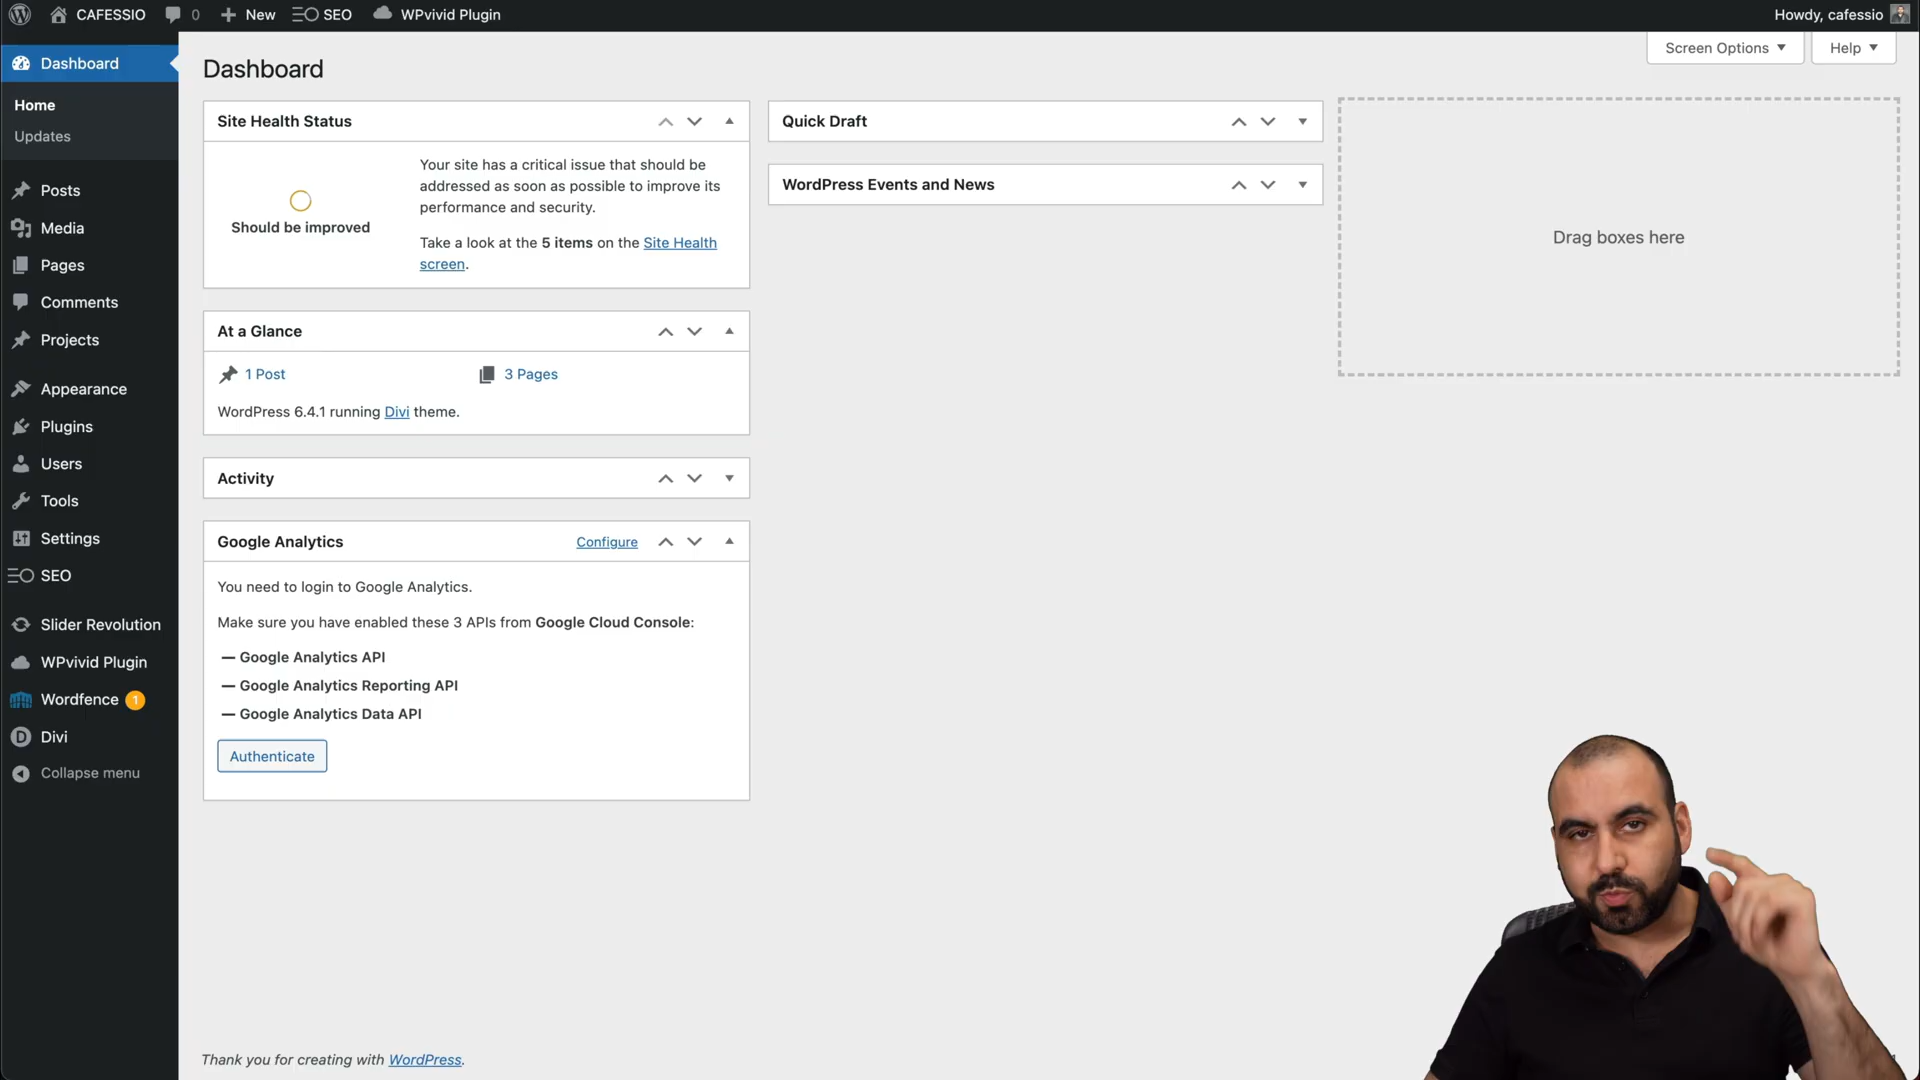 CAFESSIO 0 New SEO WPvivid Plugin
Howdy, cafessio
Dashboard
Home
Updates
Posts
Media
Pages
Comments
Projects
Appearance
Plugins
Users
Tools
Settings
SEO
Slider Revolution
WPvivid Plugin
Wordfence 1
Divi
Collapse menu
Screen Options
Help
Dashboard
Site Health Status
Should be improved
Your site has a critical issue that should be
addressed as soon as possible to improve its
performance and security.
Take a look at the 5 items on the Site Health
screen.
At a Glance
1 Post
3 Pages
WordPress 6.4.1 running Divi theme.
Activity
Google Analytics
Configure
You need to login to Google Analytics.
Make sure you have enabled these 3 APIs from Google Cloud Console:
— Google Analytics API
— Google Analytics Reporting API
— Google Analytics Data API
Authenticate
Quick Draft
WordPress Events and News
Drag boxes here
Thank you for creating with WordPress.